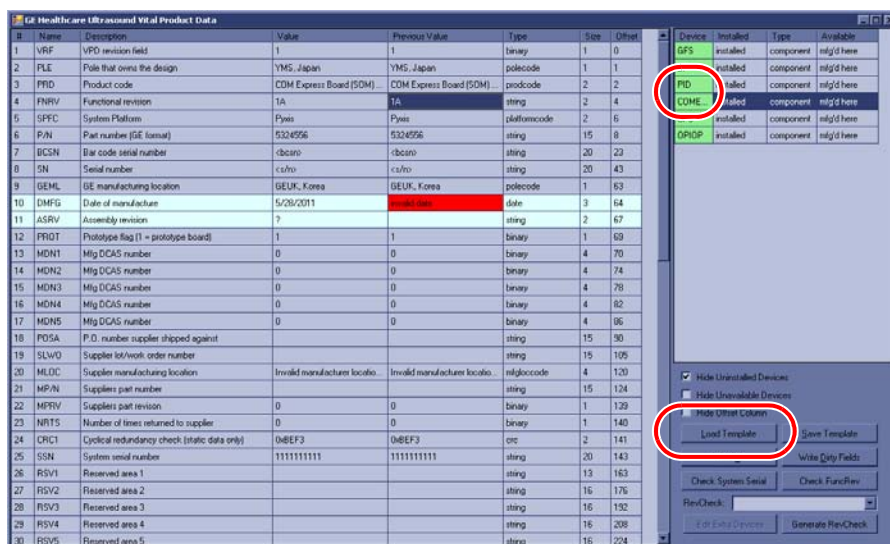 GE Healthcare Ultrasound Vital Product Data
# Name Description Value Previous Value Type Size Offset
1 VRF VPD revision field 1 1 binary 1 0
2 PLE Pole that owns the design YMS, Japan YMS, Japan polecode 1 1
3 PRD Product code COM Express Board (SOM)... COM Express Board (SOM)... prodcode 2 2
4 FNRV Functional revision 1A 1A string 2 4
5 SPFC System Platform Pyxis Pyxis platformcode 2 6
6 P/N Part number (GE format) 5324556 5324556 string 15 8
7 BCSN Bar code serial number <bcsn> <bcsn> string 20 23
8 SN Serial number <s/n> <s/n> string 20 43
9 GEML GE manufacturing location GEUK, Korea GEUK, Korea polecode 1 63
10 DMFG Date of manufacture 5/28/2011 Invalid date date 3 64
11 ASRV Assembly revision ? string 2 67
12 PROT Prototype flag (1 = prototype board) 1 1 binary 1 69
13 MDN1 Mfg DCAS number 0 0 binary 4 70
14 MDN2 Mfg DCAS number 0 0 binary 4 74
15 MDN3 Mfg DCAS number 0 0 binary 4 78
16 MDN4 Mfg DCAS number 0 0 binary 4 82
17 MDN5 Mfg DCAS number 0 0 binary 4 86
18 POSA P.O. number supplier shipped against string 15 90
19 SLWO Supplier lot/work order number string 15 105
20 MLOC Supplier manufacturing location Invalid manufacturer locatio... Invalid manufacturer locatio... mfgloccode 4 120
21 MP/N Suppliers part number string 15 124
22 MPRV Suppliers part revison 0 0 binary 1 139
23 NRTS Number of times returned to supplier 0 0 binary 1 140
24 CRC1 Cyclical redundancy check (static data only) 0xBEF3 0xBEF3 crc 2 141
25 SSN System serial number 1111111111 1111111111 string 20 143
26 RSV1 Reserved area 1 string 13 163
27 RSV2 Reserved area 2 string 16 176
28 RSV3 Reserved area 3 string 16 192
29 RSV4 Reserved area 4 string 16 208
30 RSV5 Reserved area 5 string 16 224
Device Installed Type Available
GFS installed component mfg'd here
installed component mfg'd here
PID installed component mfg'd here
COME... installed component mfg'd here
installed component mfg'd here
OPIOP installed component mfg'd here
Hide Uninstalled Devices
Hide Unavailable Devices
Hide Offset Column
Load Template Save Template
Write Dirty Fields
Check System Serial Check FuncRev
RevCheck:
Edit Extra Devices Generate RevCheck